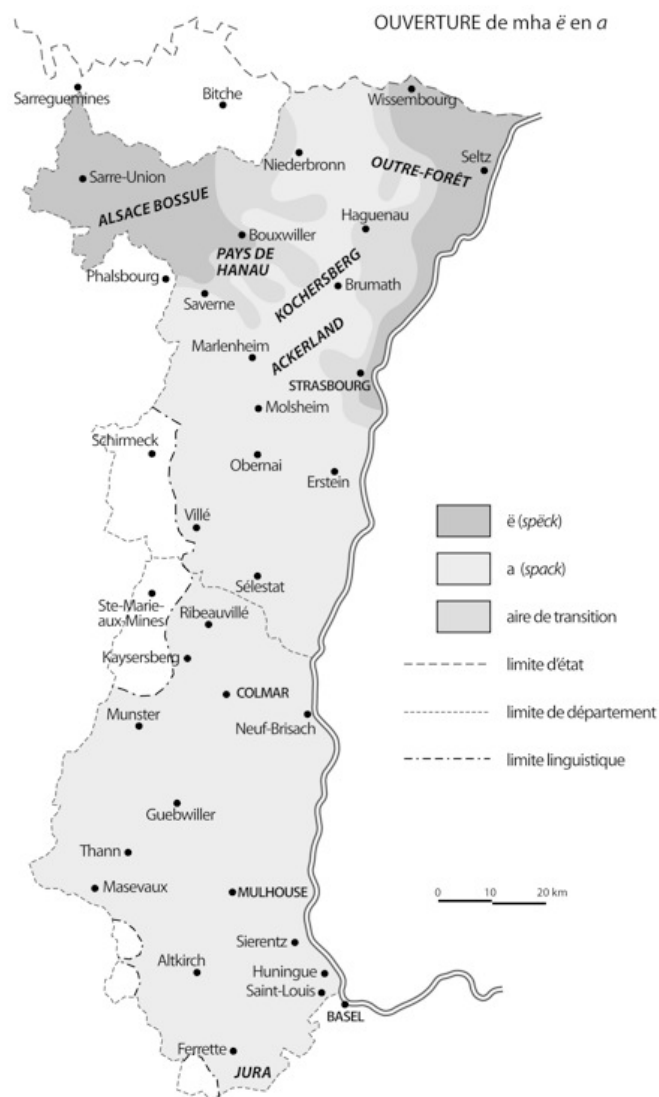 OUVERTURE de mha ë en a
Sarreguemines
Bitche
Wissembourg
Niederbronn
OUTRE-FORÊT
Seltz
Sarre-Union
ALSACE BOSSUE
Haguenau
Bouxwiller
PAYS DE
HANAU
Phalsbourg
KOCHERSBERG
Brumath
Saverne
ACKERLAND
Marlenheim
STRASBOURG
Molsheim
Schirmeck
Obernai
Erstein
Villé
ë (spëck)
a (spack)
aire de transition
limite d'état
limite de département
limite linguistique
Sélestat
Ste-Marie-
aux-Mines
Ribeauvillé
Kaysersberg
COLMAR
Munster
Neuf-Brisach
Guebwiller
Thann
Masevaux
MULHOUSE
0 10 20 km
Sierentz
Altkirch
Huningue
Saint-Louis
BASEL
Ferrette
JURA